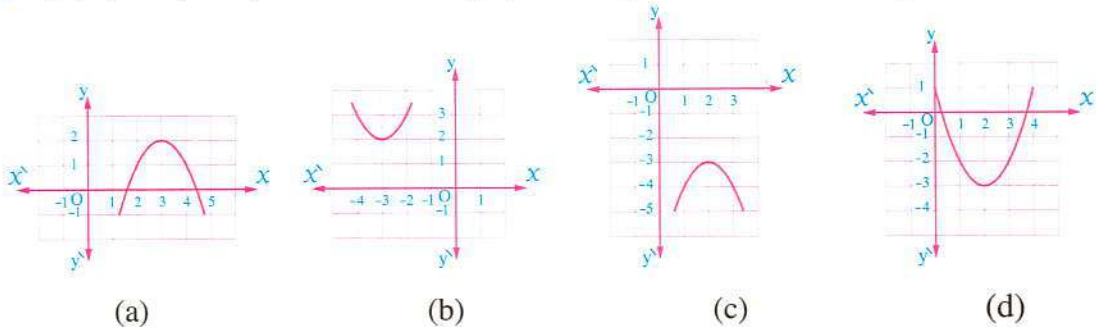 y
2
1
x' x
-1 O 1 2 3 4 5
-1
y'
(a)
y
3
2
1
x' x
-4 -3 -2 -1 O 1
-1
y'
(b)
y
1
x' O x
-1 1 2 3
-1
-2
-3
-4
-5
y'
(c)
y
1
x' x
-1 O 1 2 3 4
-1
-2
-3
-4
y'
(d)